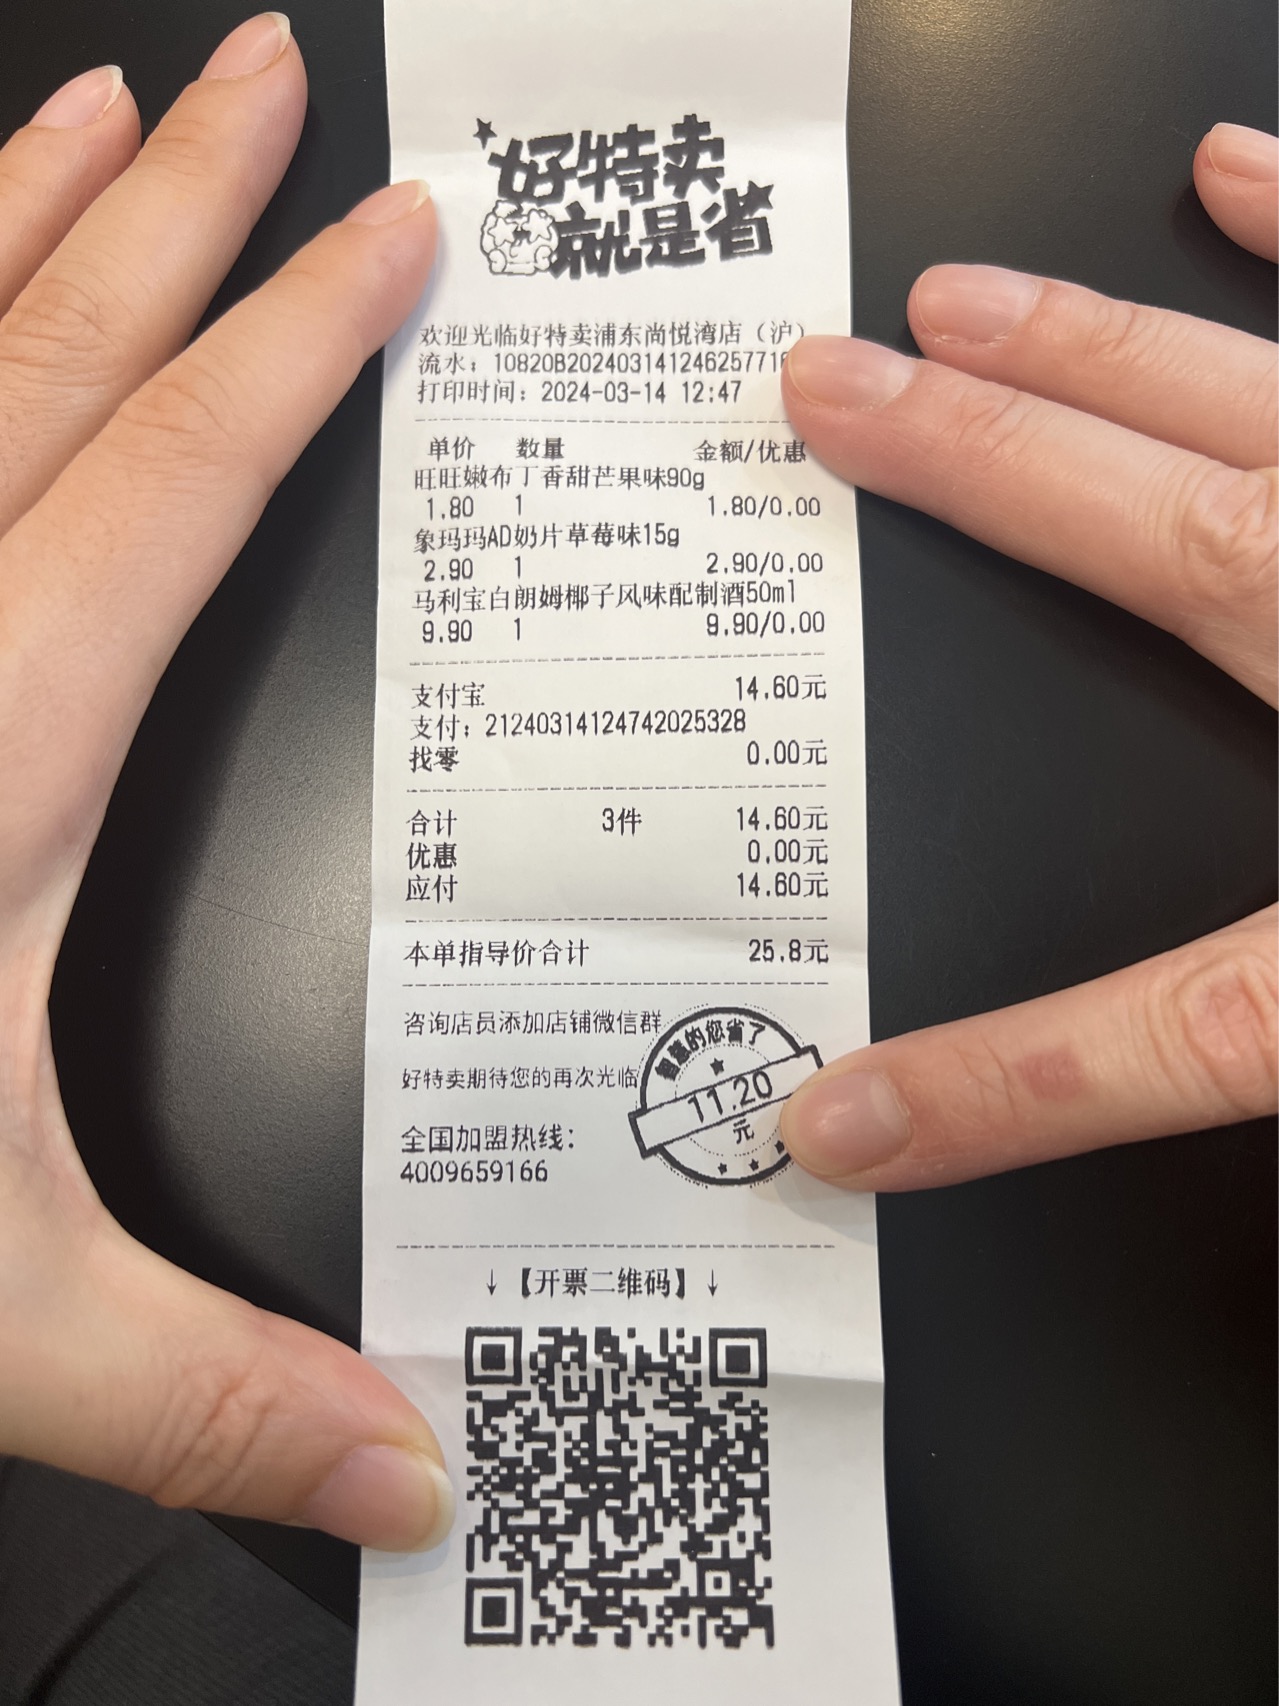 好特卖
就是省
欢迎光临好特卖浦东尚悦湾店（沪）
流水：10820B20240314124625771
打印时间：2024-03-14 12:47
单价 数量 金额/优惠
旺旺嫩布丁香甜芒果味90g
1.80 1 1.80/0.00
象玛玛AD奶片草莓味15g
2.90 1 2.90/0.00
马利宝白朗姆椰子风味配制酒50ml
9.90 1 9.90/0.00
支付宝 14.60元
支付：21240314124742025328
找零 0.00元
合计 3件 14.60元
优惠 0.00元
应付 14.60元
本单指导价合计 25.8元
咨询店员添加店铺微信群
好特卖期待您的再次光临
智慧的您省了
11.20
元
全国加盟热线：
4009659166
↓【开票二维码】↓